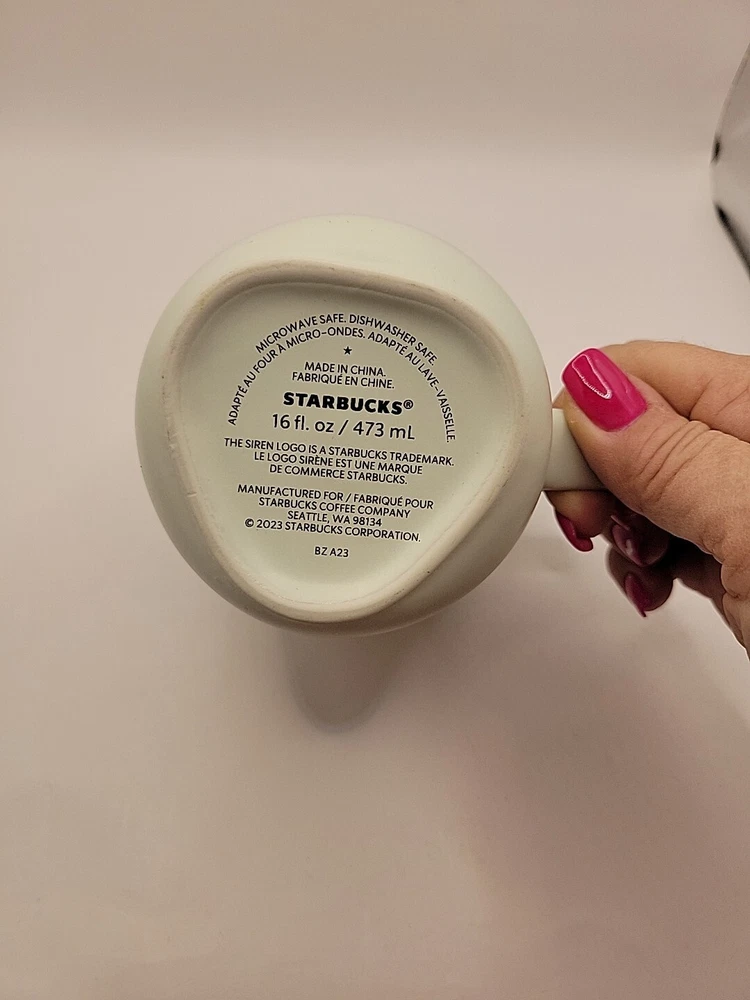 MICROWAVE SAFE. DISHWASHER SAFE.
ADAPTÉ AU FOUR À MICRO-ONDES. ADAPTÉ AU LAVE-VAISSELLE.
★
MADE IN CHINA.
FABRIQUÉ EN CHINE.
STARBUCKS®
16 fl. oz / 473 mL
THE SIREN LOGO IS A STARBUCKS TRADEMARK.
LE LOGO SIRÈNE EST UNE MARQUE
DE COMMERCE STARBUCKS.
MANUFACTURED FOR / FABRIQUÉ POUR
STARBUCKS COFFEE COMPANY
SEATTLE, WA 98134
© 2023 STARBUCKS CORPORATION.
BZ A23